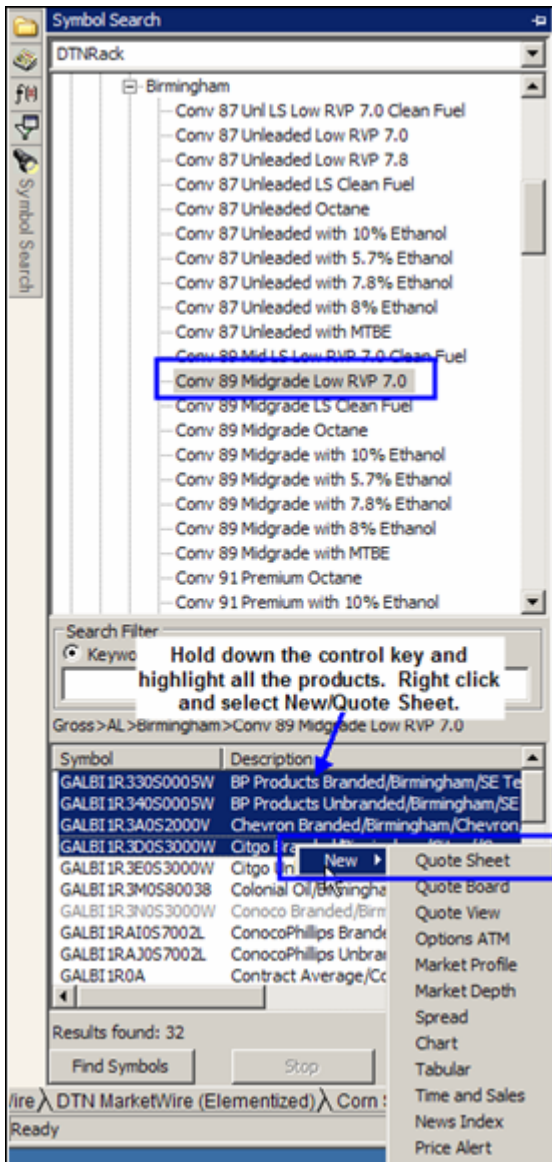 Symbol Search
DTNRack
Birmingham
Conv 87 Unl LS Low RVP 7.0 Clean Fuel
Conv 87 Unleaded Low RVP 7.0
Conv 87 Unleaded Low RVP 7.8
Conv 87 Unleaded LS Clean Fuel
Conv 87 Unleaded Octane
Conv 87 Unleaded with 10% Ethanol
Conv 87 Unleaded with 5.7% Ethanol
Conv 87 Unleaded with 7.8% Ethanol
Conv 87 Unleaded with 8% Ethanol
Conv 87 Unleaded with MTBE
Conv 89 Mid LS Low RVP 7.0 Clean Fuel
Conv 89 Midgrade Low RVP 7.0
Conv 89 Midgrade LS Clean Fuel
Conv 89 Midgrade Octane
Conv 89 Midgrade with 10% Ethanol
Conv 89 Midgrade with 5.7% Ethanol
Conv 89 Midgrade with 7.8% Ethanol
Conv 89 Midgrade with 8% Ethanol
Conv 89 Midgrade with MTBE
Conv 91 Premium Octane
Conv 91 Premium with 10% Ethanol
Symbol Search
Search Filter
Keywo
Hold down the control key and
highlight all the products. Right click
and select New/Quote Sheet.
Gross>AL>Birmingham>Conv 89 Midgrade Low RVP 7.0
Symbol Description
GALBI1R330S0005W BP Products Branded/Birmingham/SE Te
GALBI1R340S0005W BP Products Unbranded/Birmingham/SE
GALBI1R3A0S2000V Chevron Branded/Birmingham/Chevron
GALBI1R3D0S3000W Citgo
GALBI1R3E0S3000W Citgo Un
GALBI1R3M0S80038 Colonial Oil/Birmingha
GALBI1R3N0S3000W Conoco Branded/Birm
GALBI1RAI0S7002L ConocoPhillips Brande
GALBI1RAJ0S7002L ConocoPhillips Unbrar
GALBI1R0A Contract Average/Co
New
Quote Sheet
Quote Board
Quote View
Options ATM
Market Profile
Market Depth
Spread
Chart
Tabular
Time and Sales
News Index
Price Alert
Results found: 32
Find Symbols Stop
Wire DTN MarketWire (Elementized) Corn
Ready